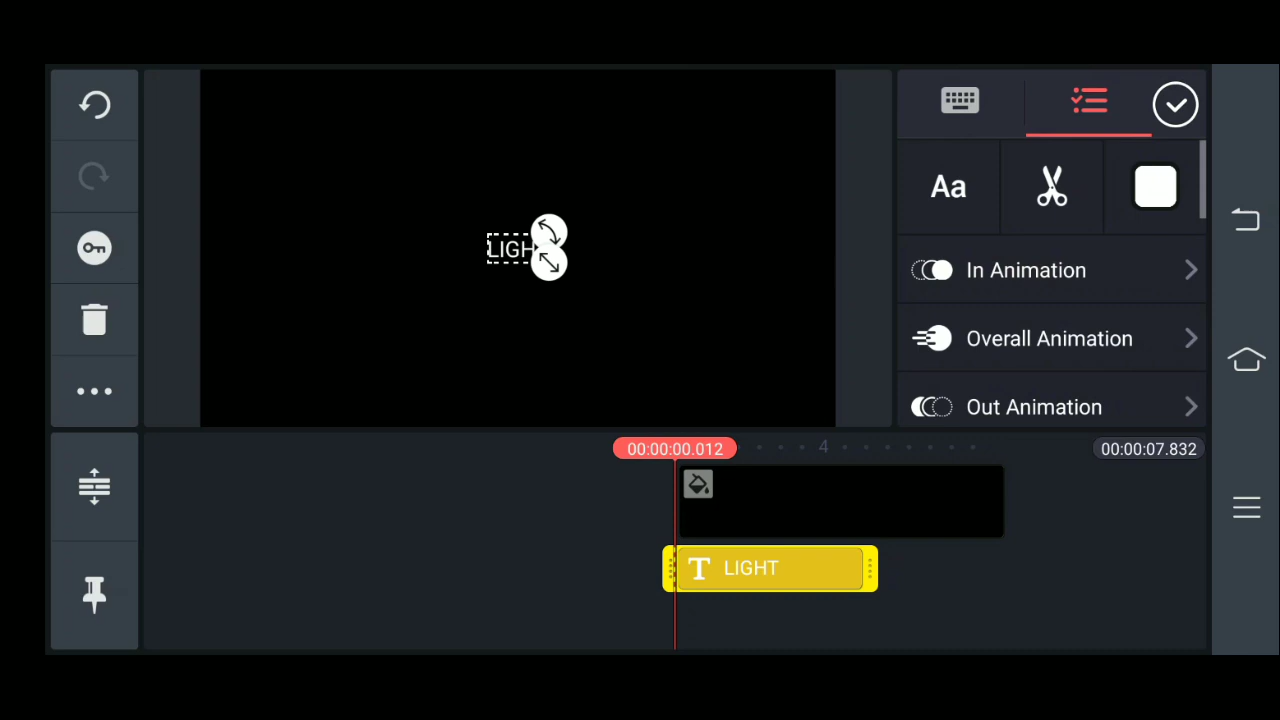 Aa
LIGH
In Animation
Overall Animation
Out Animation
00:00:00.012
4
00:00:07.832
T LIGHT